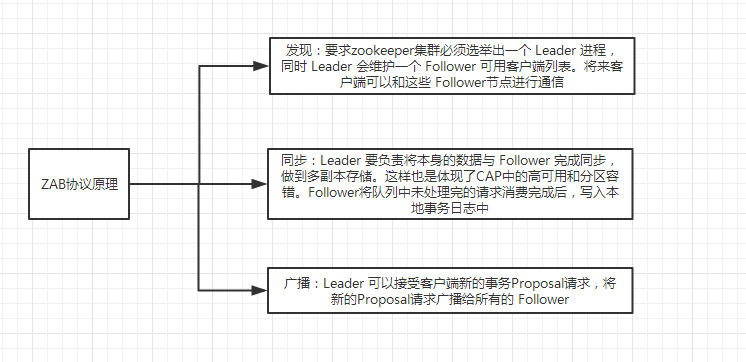 发现：要求zookeeper集群必须选举出一个 Leader 进程，
同时 Leader 会维护一个 Follower 可用客户端列表。将来客
户端可以和这些 Follower节点进行通信
ZAB协议原理
同步：Leader 要负责将本身的数据与 Follower 完成同步，
做到多副本存储。这样也是体现了CAP中的高可用和分区容
错。Follower将队列中未处理完的请求消费完成后，写入本
地事务日志中
广播：Leader 可以接受客户端新的事务Proposal请求，将
新的Proposal请求广播给所有的 Follower